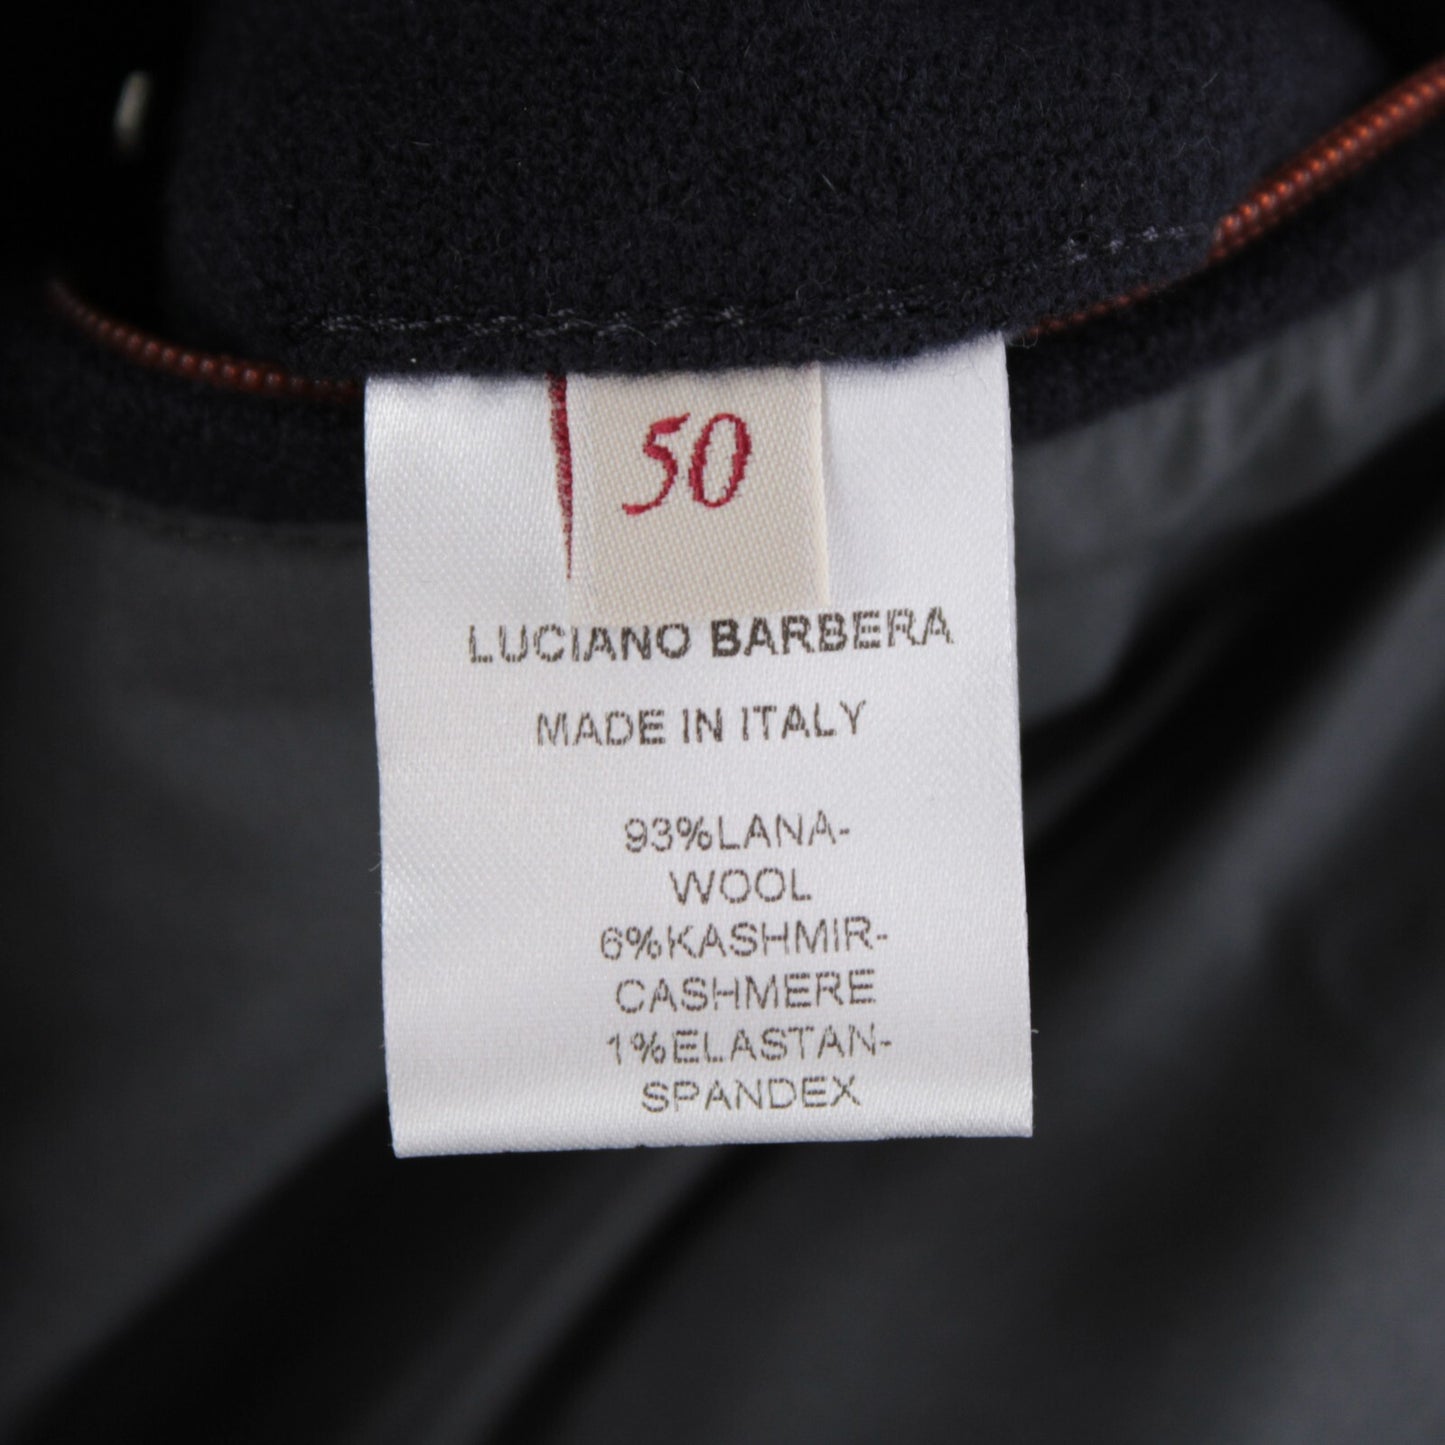 50
LUCIANO BARBERA
MADE IN ITALY
93%LANA-
WOOL
6%KASHMIR-
CASHMERE
1%ELASTAN-
SPANDEX